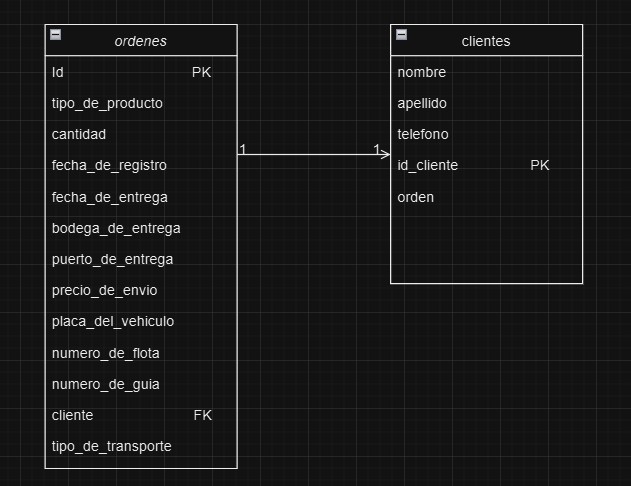 ordenes
Id PK
tipo_de_producto
cantidad
fecha_de_registro
fecha_de_entrega
bodega_de_entrega
puerto_de_entrega
precio_de_envio
placa_del_vehiculo
numero_de_flota
numero_de_guia
cliente FK
tipo_de_transporte
1 1
clientes
nombre
apellido
telefono
id_cliente PK
orden